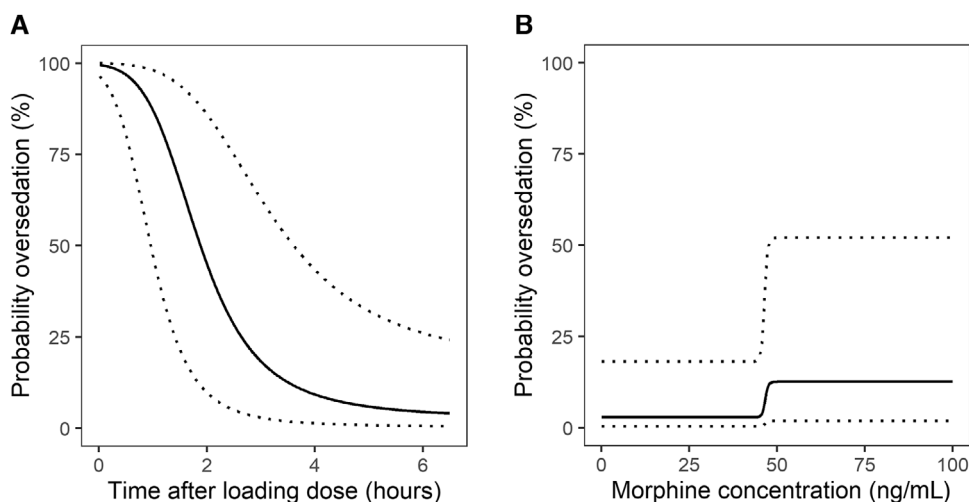 A
Probability oversedation (%)
100
75
50
25
0
0 2 4 6
Time after loading dose (hours)
B
Probability oversedation (%)
100
75
50
25
0
0 25 50 75 100
Morphine concentration (ng/mL)